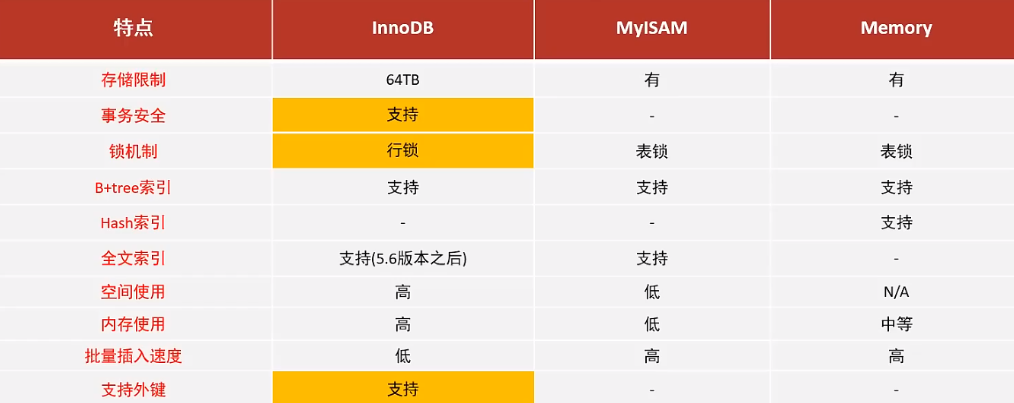 特点 InnoDB MyISAM Memory
存储限制 64TB 有 有
事务安全 支持 - -
锁机制 行锁 表锁 表锁
B+tree索引 支持 支持 支持
Hash索引 - - 支持
全文索引 支持(5.6版本之后) 支持 -
空间使用 高 低 N/A
内存使用 高 低 中等
批量插入速度 低 高 高
支持外键 支持 - -